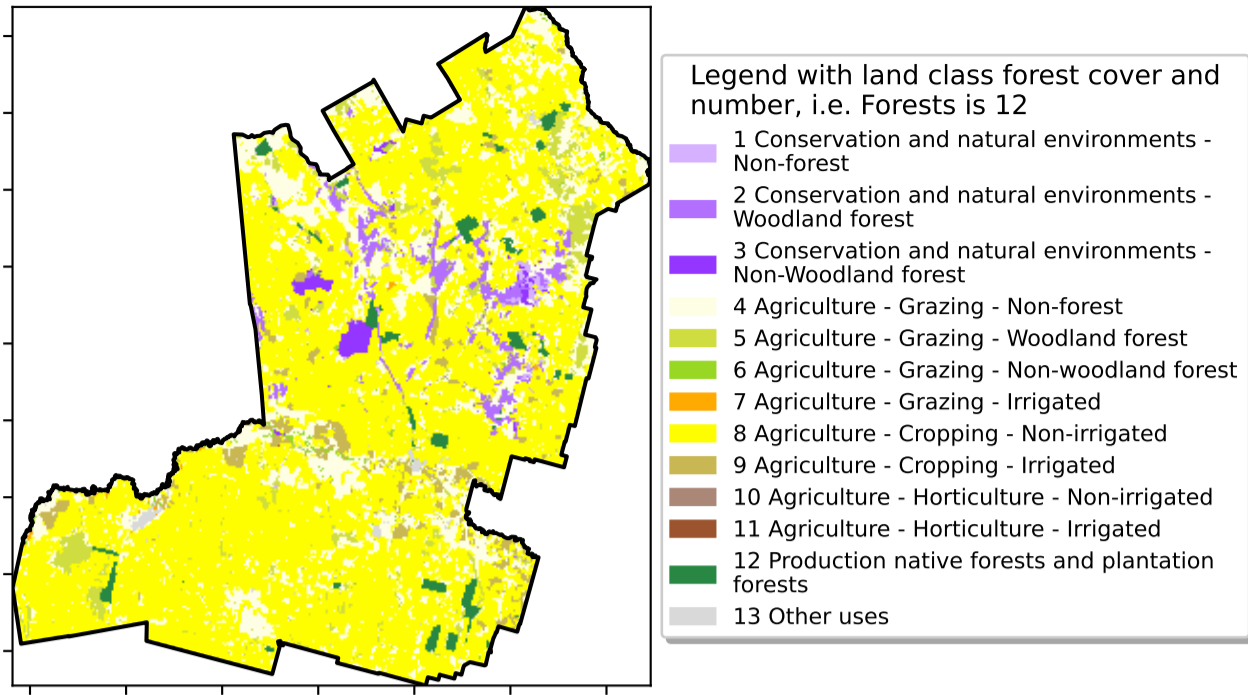 Legend with land class forest cover and
number, i.e. Forests is 12
1 Conservation and natural environments -
Non-forest
2 Conservation and natural environments -
Woodland forest
3 Conservation and natural environments -
Non-Woodland forest
4 Agriculture - Grazing - Non-forest
5 Agriculture - Grazing - Woodland forest
6 Agriculture - Grazing - Non-woodland forest
7 Agriculture - Grazing - Irrigated
8 Agriculture - Cropping - Non-irrigated
9 Agriculture - Cropping - Irrigated
10 Agriculture - Horticulture - Non-irrigated
11 Agriculture - Horticulture - Irrigated
12 Production native forests and plantation
forests
13 Other uses